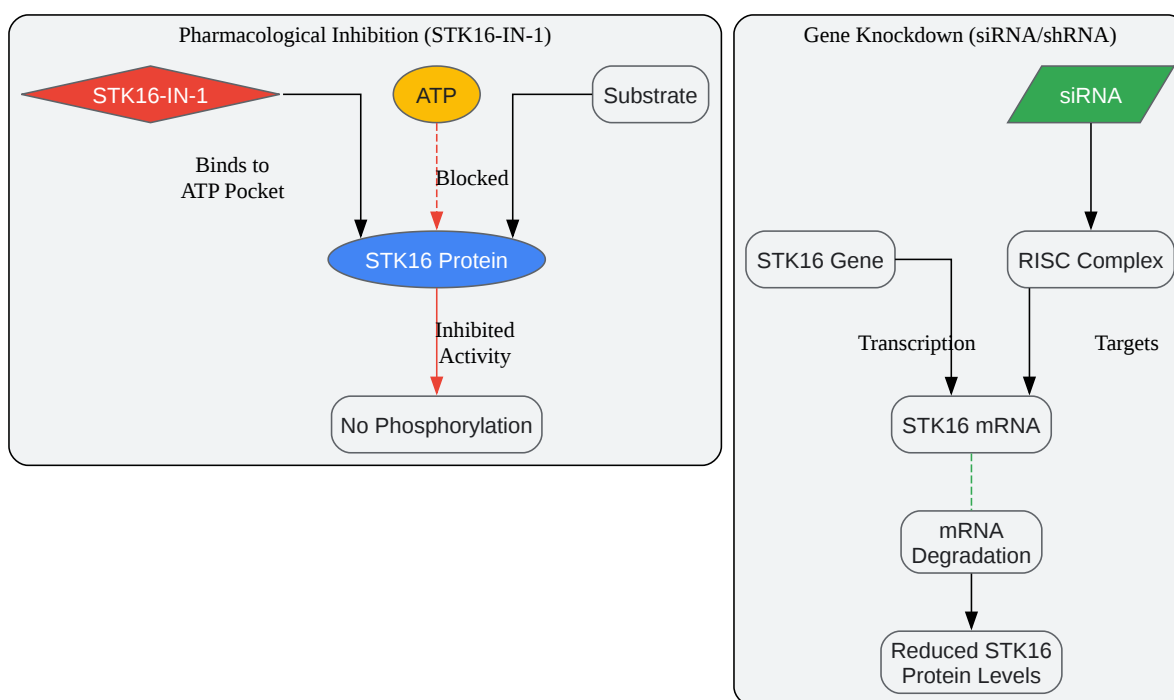 Pharmacological Inhibition (STK16-IN-1)
STK16-IN-1
ATP
Substrate
Binds to
ATP Pocket
Blocked
STK16 Protein
Inhibited
Activity
No Phosphorylation
Gene Knockdown (siRNA/shRNA)
siRNA
STK16 Gene
RISC Complex
Transcription
Targets
STK16 mRNA
mRNA
Degradation
Reduced STK16
Protein Levels